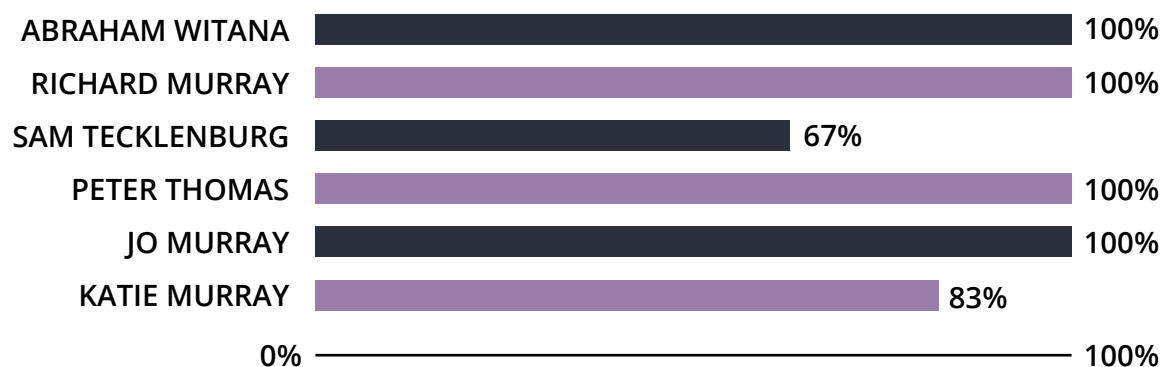 ABRAHAM WITANA 100%
RICHARD MURRAY 100%
SAM TECKLENBURG 67%
PETER THOMAS 100%
JO MURRAY 100%
KATIE MURRAY 83%
0% 100%